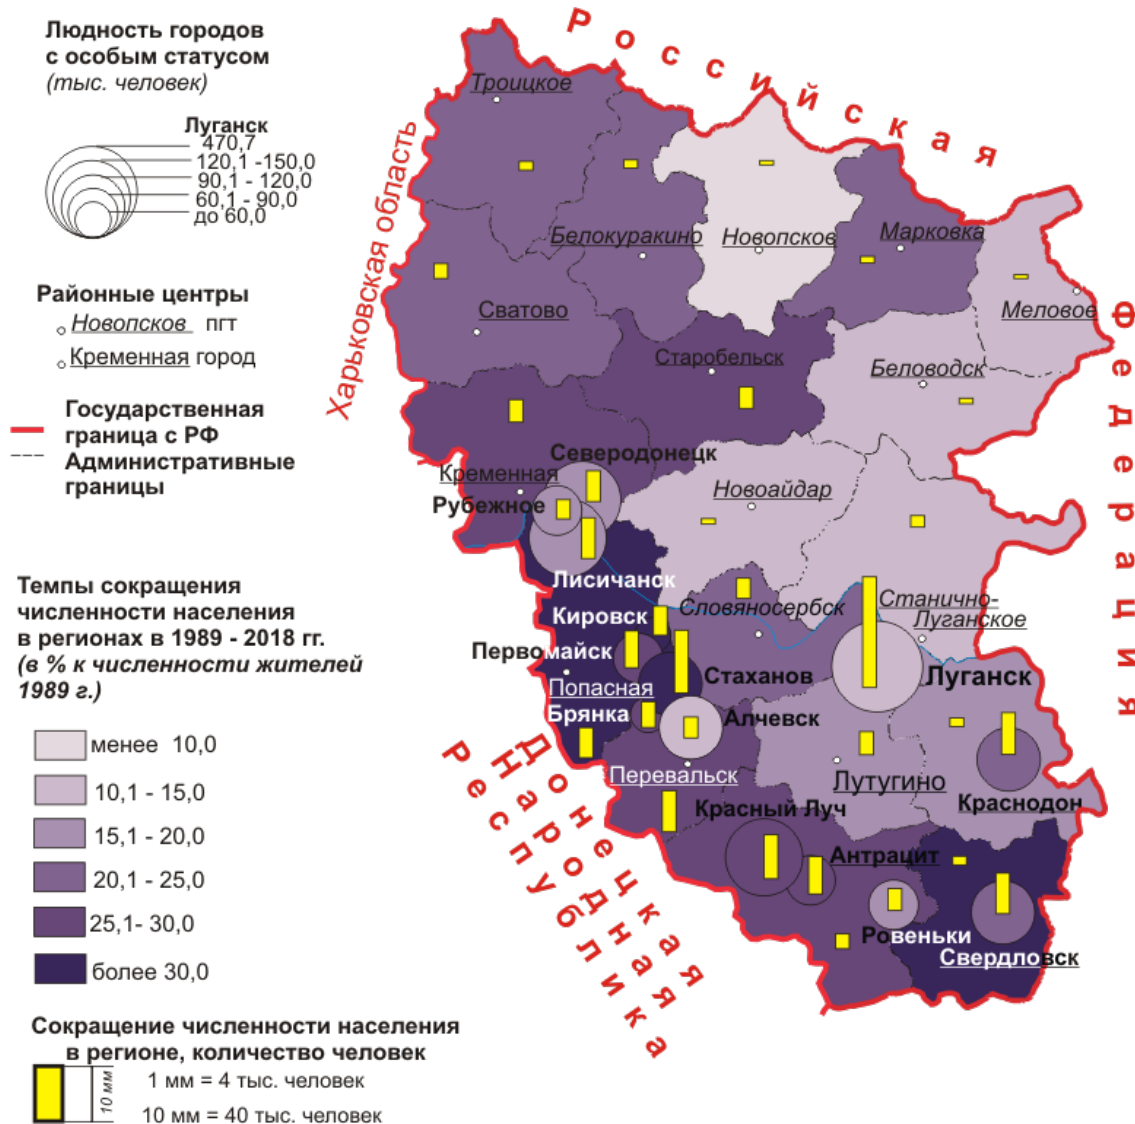 Людность городов
с особым статусом
(тыс. человек)
Луганск
470,7
120,1 -150,0
90,1 - 120,0
60,1 - 90,0
до 60,0
Районные центры
Новопсков пгт
Кременная город
Государственная
граница с РФ
Административные
границы
Темпы сокращения
численности населения
в регионах в 1989 - 2018 гг.
(в % к численности жителей
1989 г.)
менее 10,0
10,1 - 15,0
15,1 - 20,0
20,1 - 25,0
25,1- 30,0
более 30,0
Сокращение численности населения
в регионе, количество человек
10 мм
1 мм = 4 тыс. человек
10 мм = 40 тыс. человек
Российская
Федерация
Харьковская область
Донецкая
Народная
Республика
Троицкое
Белокуракино
Новопсков
Марковка
Меловое
Сватово
Старобельск
Беловодск
Северодонецк
Кременная
Рубежное
Новоайдар
Лисичанск
Кировск
Словяносербск
Станично-
Луганское
Первомайск
Попасная
Стаханов
Луганск
Брянка
Алчевск
Перевальск
Лутугино
Краснодон
Красный Луч
Антрацит
Ровеньки
Свердловск